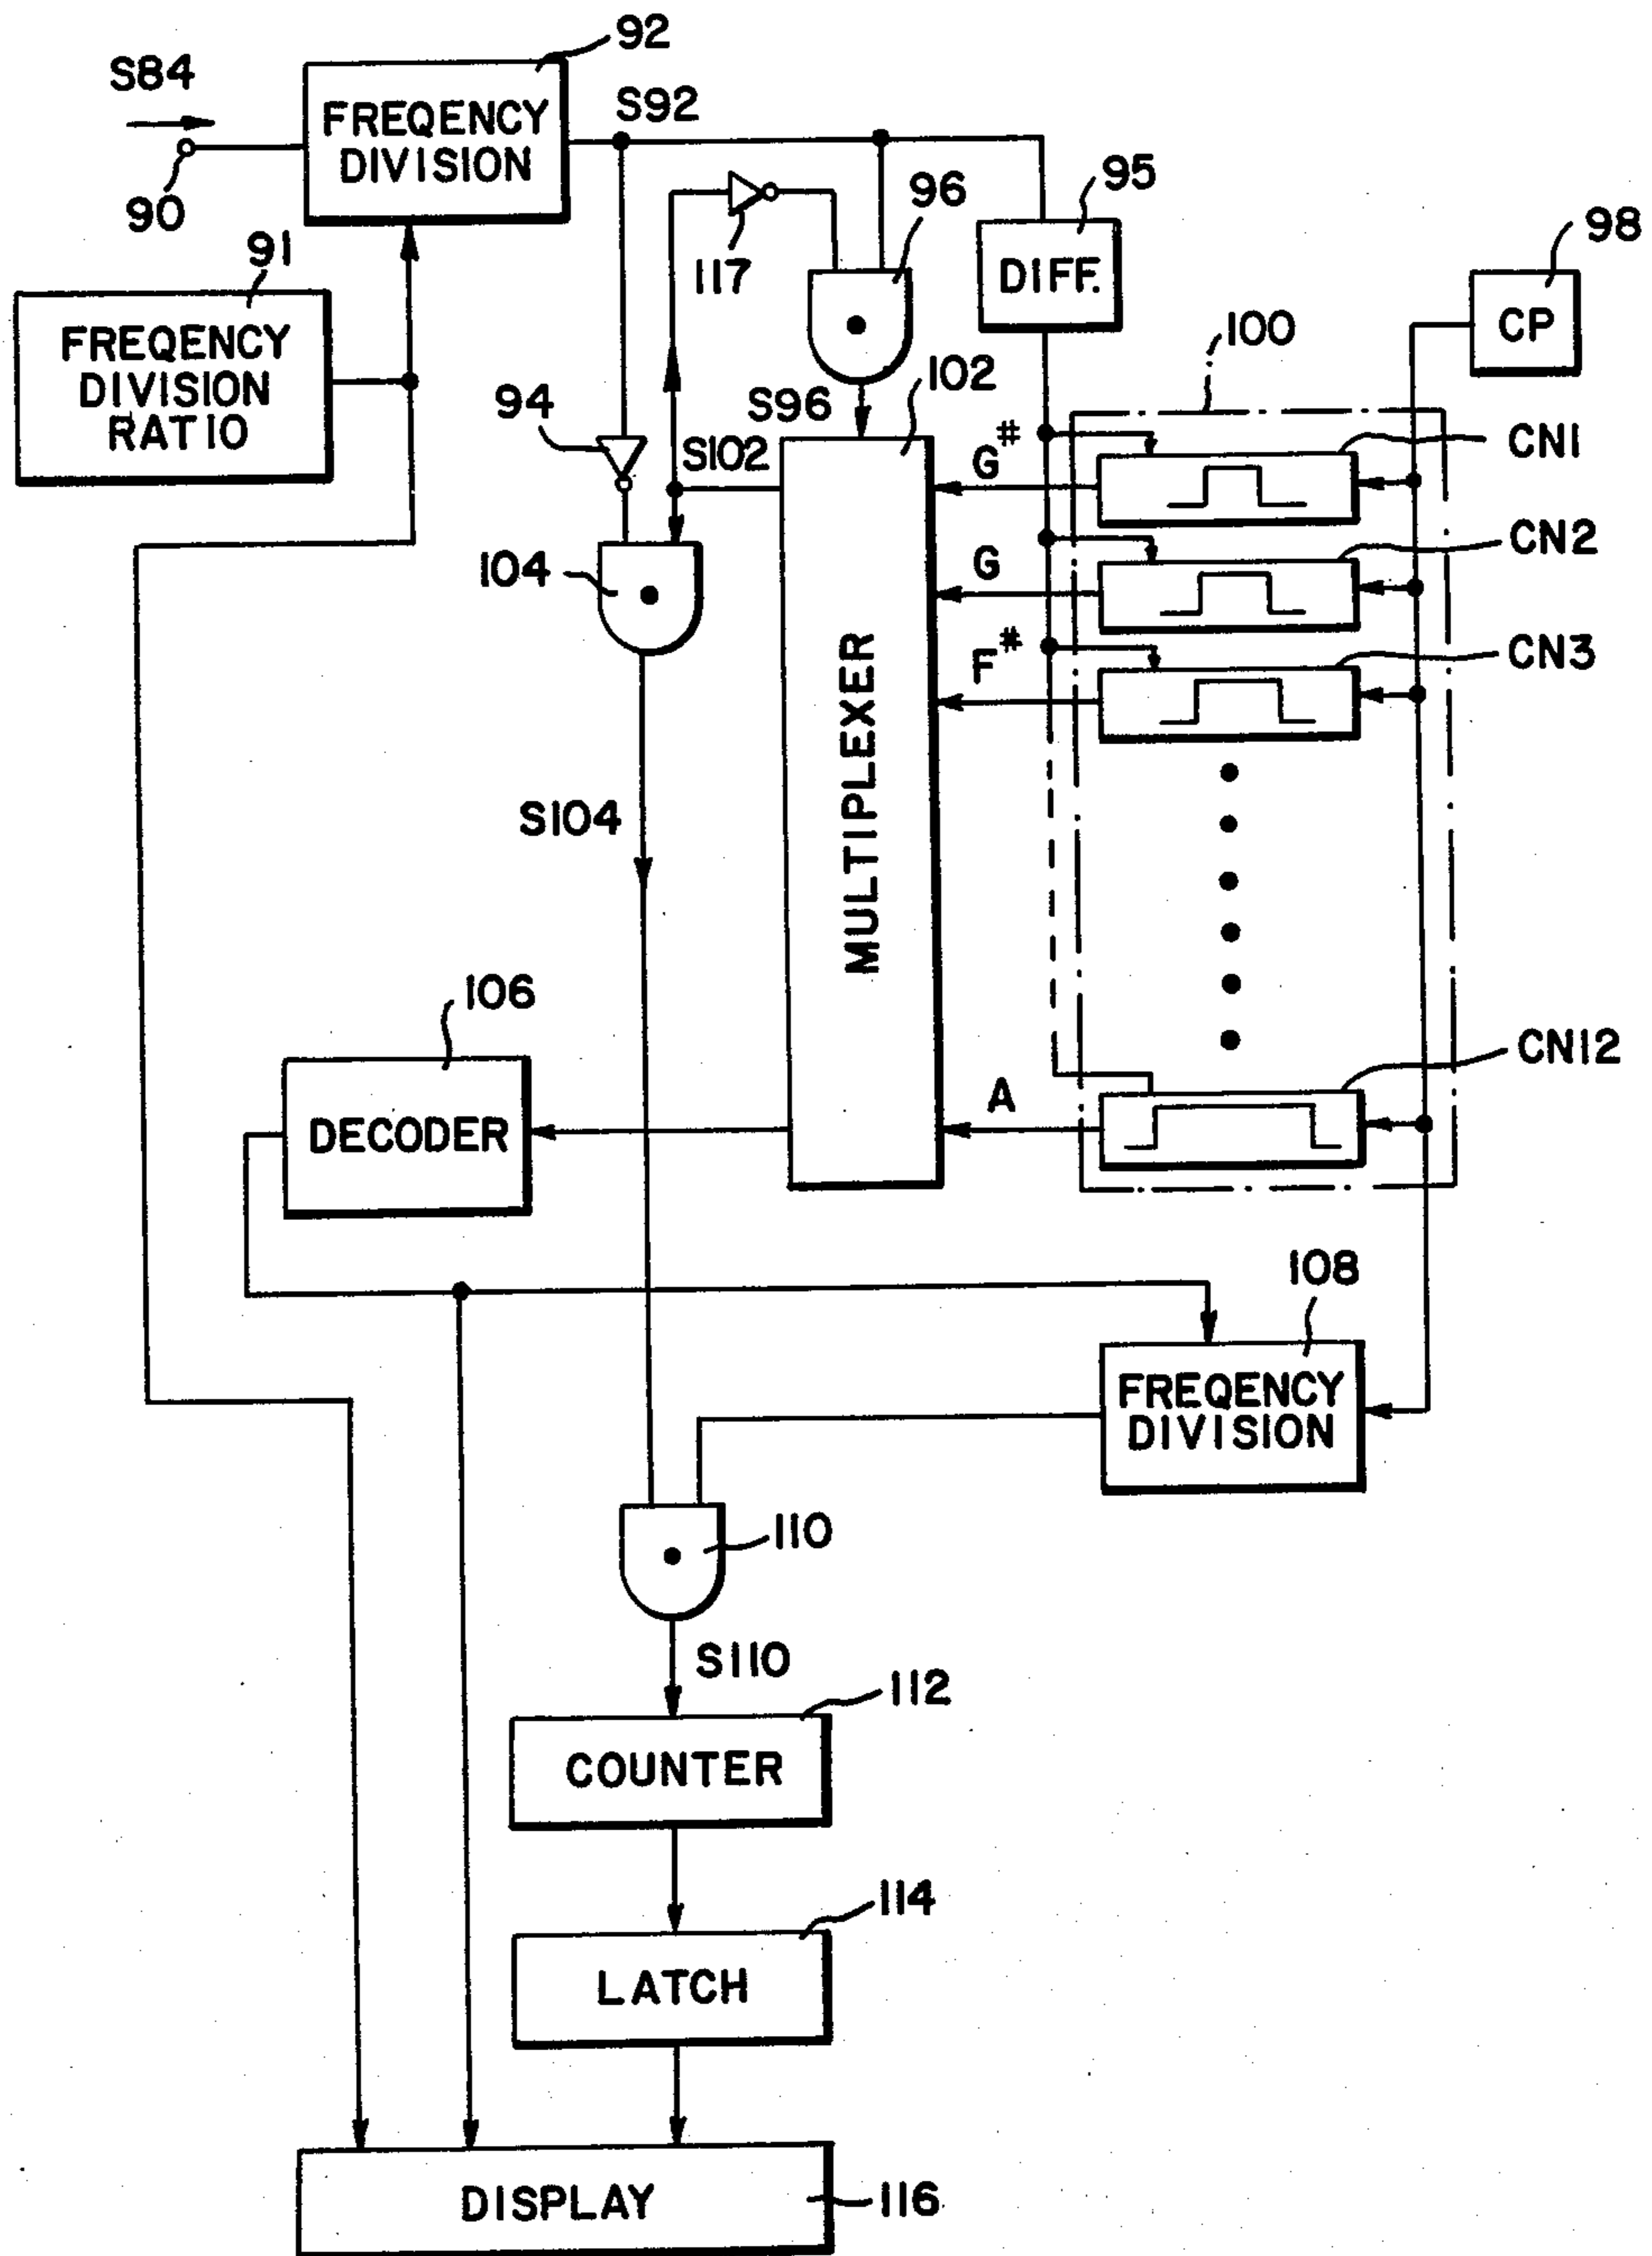 92
S84
FREQENCY
DIVISION
S92
90
95
96
91
117
DIFF.
98
CP
FREQENCY
DIVISION
RATIO
100
94
S96
102
S102
G#
CN1
CN2
104
G
CN3
F#
S104
MULTIPLEXER
106
CN12
A
DECODER
108
FREQENCY
DIVISION
110
S110
112
COUNTER
114
LATCH
DISPLAY
116